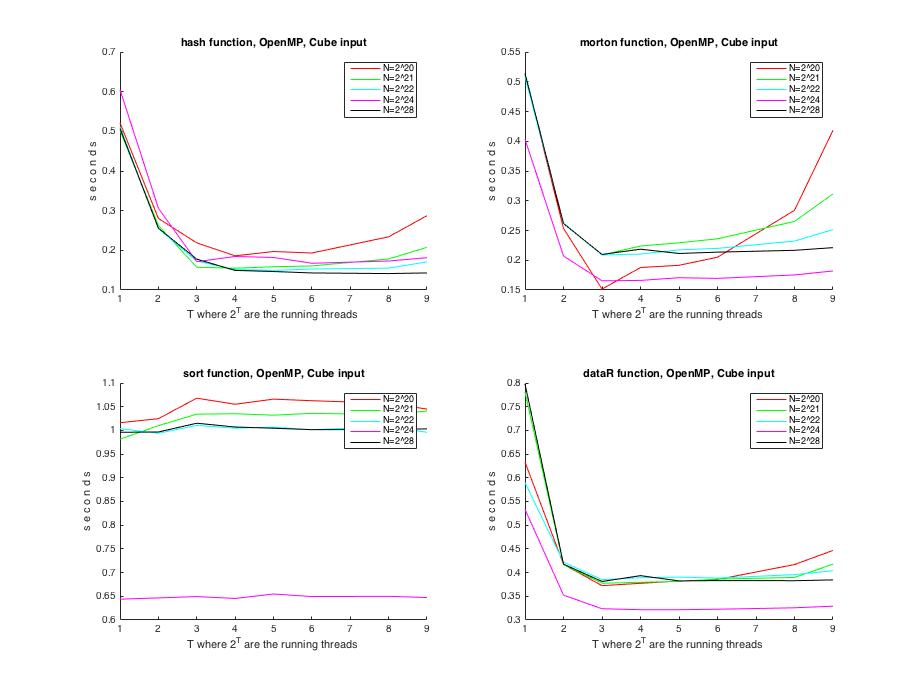 hash function, OpenMP, Cube input
0.7
0.6
0.5
0.4
0.3
0.2
0.1
seconds
1 2 3 4 5 6 7 8 9
T where 2^T are the running threads
N=2^20
N=2^21
N=2^22
N=2^24
N=2^28
morton function, OpenMP, Cube input
0.55
0.5
0.45
0.4
0.35
0.3
0.25
0.2
0.15
seconds
1 2 3 4 5 6 7 8 9
T where 2^T are the running threads
N=2^20
N=2^21
N=2^22
N=2^24
N=2^28
sort function, OpenMP, Cube input
1.1
1.05
1
0.95
0.9
0.85
0.8
0.75
0.7
0.65
0.6
seconds
1 2 3 4 5 6 7 8 9
T where 2^T are the running threads
N=2^20
N=2^21
N=2^22
N=2^24
N=2^28
dataR function, OpenMP, Cube input
0.8
0.75
0.7
0.65
0.6
0.55
0.5
0.45
0.4
0.35
0.3
seconds
1 2 3 4 5 6 7 8 9
T where 2^T are the running threads
N=2^20
N=2^21
N=2^22
N=2^24
N=2^28